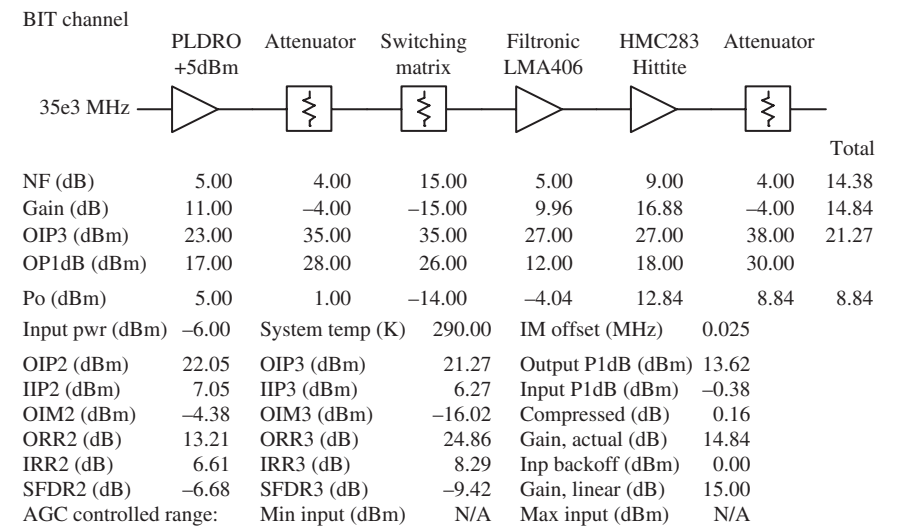 BIT channel
PLDRO Attenuator Switching Filtronic HMC283 Attenuator
+5dBm matrix LMA406 Hittite
35e3 MHz
Total
NF (dB) 5.00 4.00 15.00 5.00 9.00 4.00 14.38
Gain (dB) 11.00 –4.00 –15.00 9.96 16.88 –4.00 14.84
OIP3 (dBm) 23.00 35.00 35.00 27.00 27.00 38.00 21.27
OP1dB (dBm) 17.00 28.00 26.00 12.00 18.00 30.00
Po (dBm) 5.00 1.00 –14.00 –4.04 12.84 8.84 8.84
Input pwr (dBm) –6.00 System temp (K) 290.00 IM offset (MHz) 0.025
OIP2 (dBm) 22.05 OIP3 (dBm) 21.27 Output P1dB (dBm) 13.62
IIP2 (dBm) 7.05 IIP3 (dBm) 6.27 Input P1dB (dBm) –0.38
OIM2 (dBm) –4.38 OIM3 (dBm) –16.02 Compressed (dB) 0.16
ORR2 (dB) 13.21 ORR3 (dB) 24.86 Gain, actual (dB) 14.84
IRR2 (dB) 6.61 IRR3 (dB) 8.29 Inp backoff (dBm) 0.00
SFDR2 (dB) –6.68 SFDR3 (dB) –9.42 Gain, linear (dB) 15.00
AGC controlled range: Min input (dBm) N/A Max input (dBm) N/A